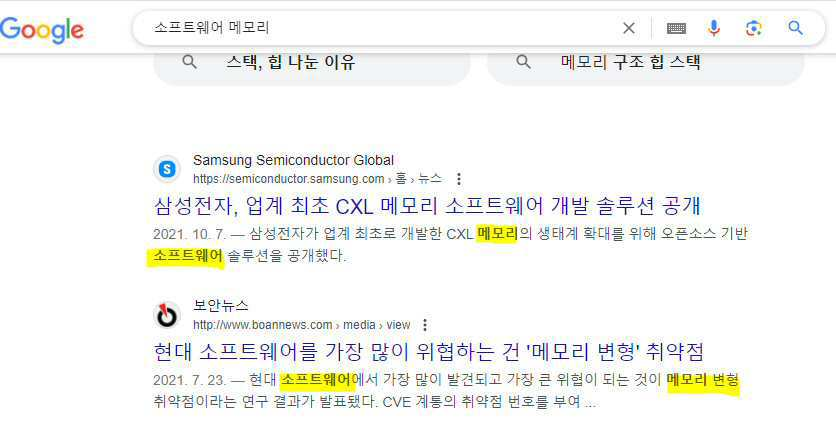 Google
소프트웨어 메모리
스택, 힙 나눈 이유
메모리 구조 힙 스택
S
Samsung Semiconductor Global
https://semiconductor.samsung.com › 홈 › 뉴스
삼성전자, 업계 최초 CXL 메모리 소프트웨어 개발 솔루션 공개
2021. 10. 7. — 삼성전자가 업계 최초로 개발한 CXL 메모리의 생태계 확대를 위해 오픈소스 기반
소프트웨어 솔루션을 공개했다.
보안뉴스
http://www.boannews.com › media › view
현대 소프트웨어를 가장 많이 위협하는 건 '메모리 변형' 취약점
2021. 7. 23. — 현대 소프트웨어에서 가장 많이 발견되고 가장 큰 위협이 되는 것이 메모리 변형
취약점이라는 연구 결과가 발표됐다. CVE 계통의 취약점 번호를 부여 ...